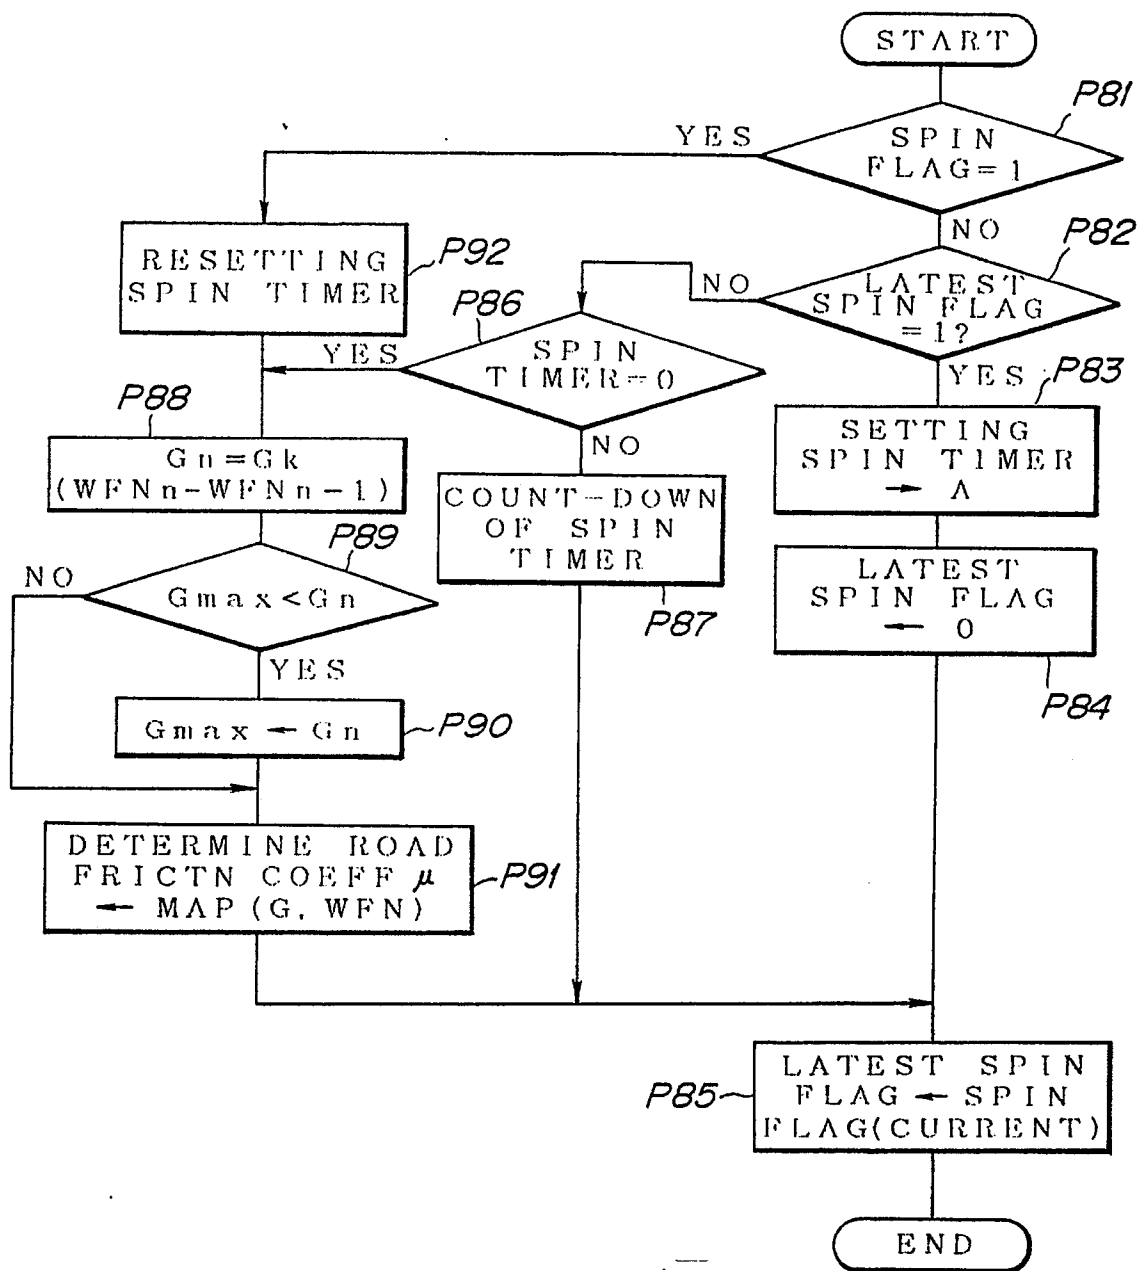 START
P81
SPIN
FLAG=1
YES
NO
P82
LATEST
SPIN FLAG
=1?
NO
YES
P92
RESETTING
SPIN TIMER
P86
SPIN
TIMER=0
YES
NO
P83
SETTING
SPIN TIMER
→ A
P88
Gn=Gk
(WFNn-WFNn-1)
COUNT-DOWN
OF SPIN
TIMER
P87
LATEST
SPIN FLAG
← 0
P84
P89
Gmax<Gn
NO
YES
Gmax ← Gn
P90
DETERMINE ROAD
FRICTN COEFF μ
← MAP (G, WFN)
P91
P85
LATEST SPIN
FLAG ← SPIN
FLAG(CURRENT)
END